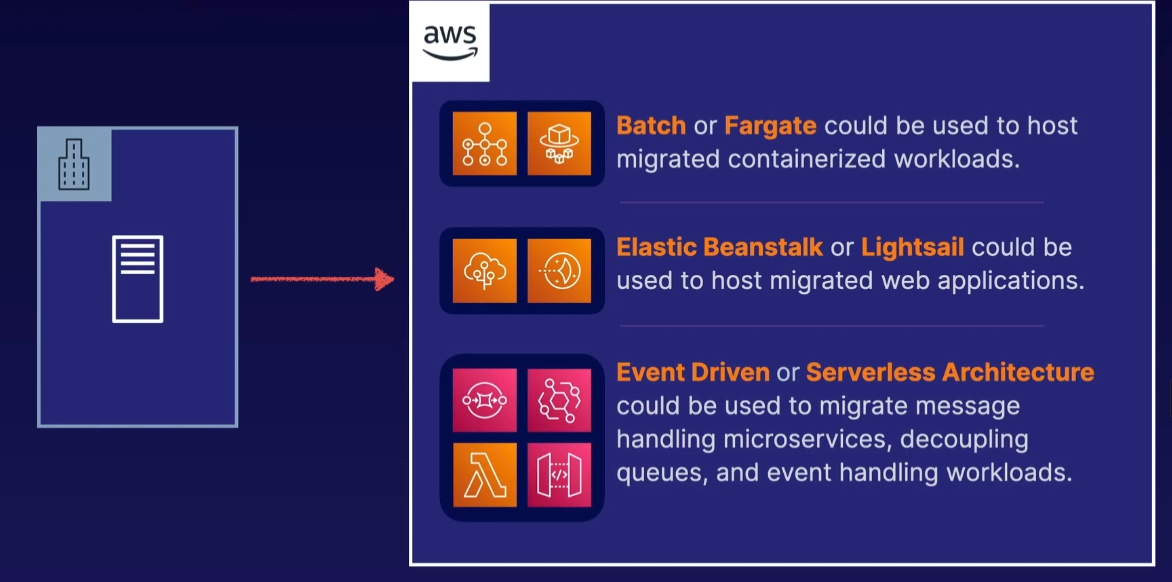 aws
Batch or Fargate could be used to host
migrated containerized workloads.
Elastic Beanstalk or Lightsail could be
used to host migrated web applications.
Event Driven or Serverless Architecture
could be used to migrate message
handling microservices, decoupling
queues, and event handling workloads.